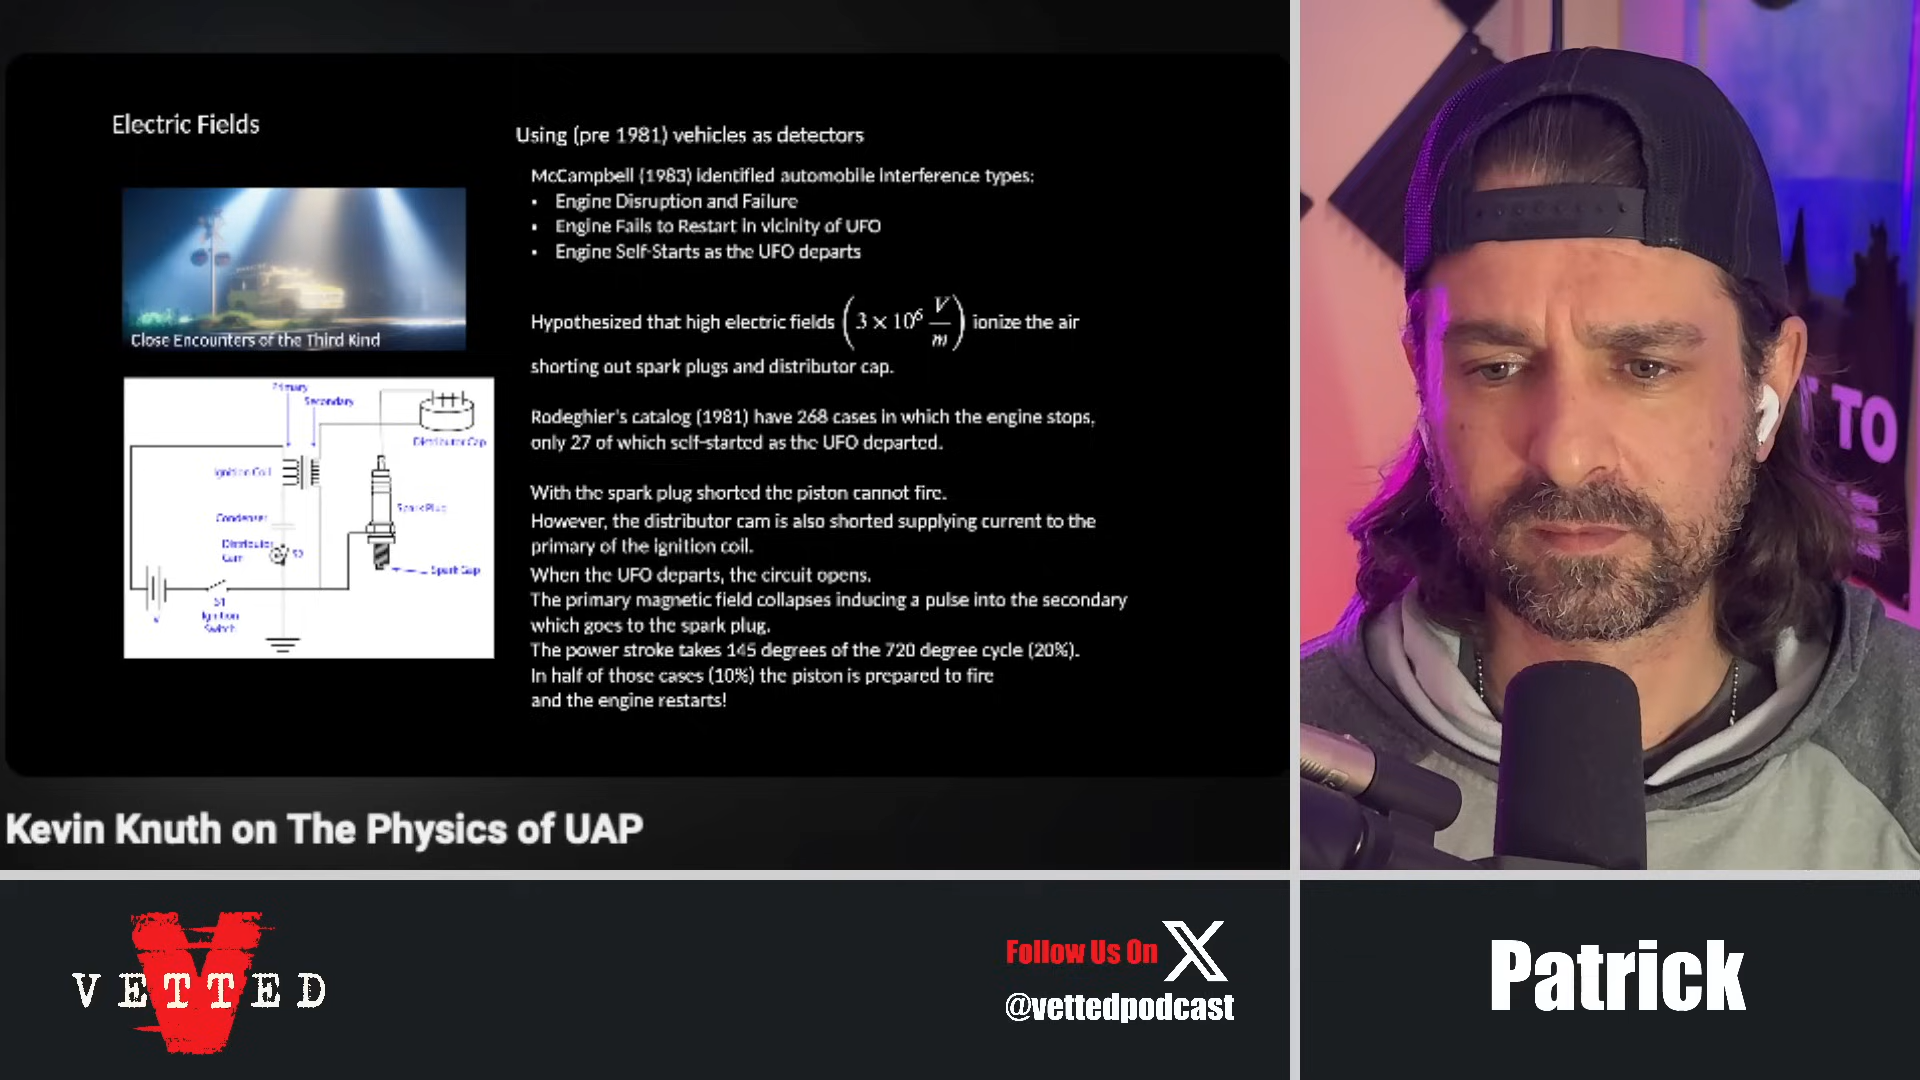 Electric Fields
Using (pre 1981) vehicles as detectors
McCampbell (1983) identified automobile interference types:
• Engine Disruption and Failure
• Engine Fails to Restart in vicinity of UFO
• Engine Self-Starts as the UFO departs
Close Encounters of the Third Kind
Hypothesized that high electric fields (3 × 10⁶ V/m) ionize the air
shorting out spark plugs and distributor cap.
Rodeghier's catalog (1981) have 268 cases in which the engine stops,
only 27 of which self-started as the UFO departed.
With the spark plug shorted the piston cannot fire.
However, the distributor cam is also shorted supplying current to the
primary of the ignition coil.
When the UFO departs, the circuit opens.
The primary magnetic field collapses inducing a pulse into the secondary
which goes to the spark plug.
The power stroke takes 145 degrees of the 720 degree cycle (20%).
In half of those cases (10%) the piston is prepared to fire
and the engine restarts!
Primary
Secondary
Distributor Cap
Ignition Coil
Spark Plug
Condenser
Distributor
Cam
S2
Spark Gap
S1
Ignition
Switch
V
Kevin Knuth on The Physics of UAP
V
VETTED
Follow Us On X
@vettedpodcast
Patrick
T TO